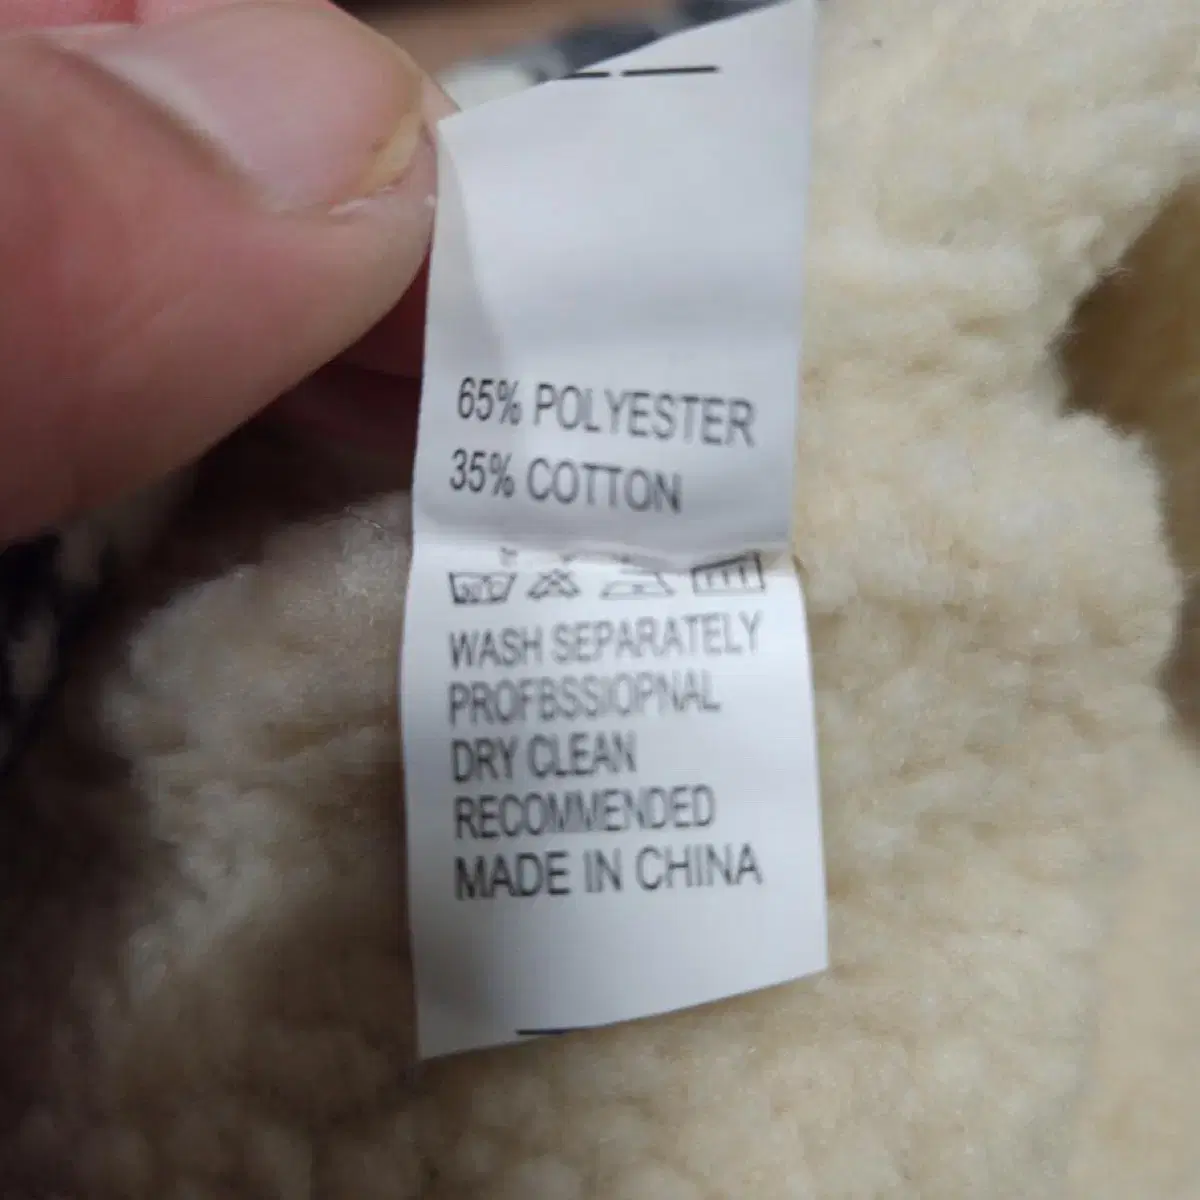 65% POLYESTER
35% COTTON
WASH SEPARATELY
PROFBSSIOPNAL
DRY CLEAN
RECOMMENDED
MADE IN CHINA